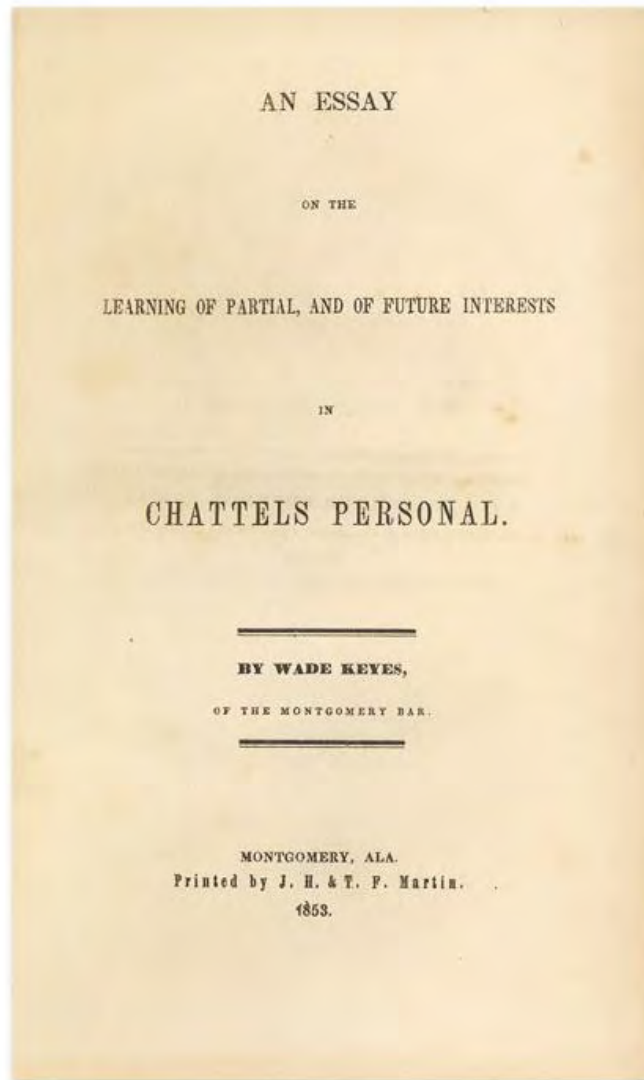 AN ESSAY
ON THE
LEARNING OF PARTIAL, AND OF FUTURE INTERESTS
IN
CHATTELS PERSONAL.
BY WADE KEYES,
OF THE MONTGOMERY BAR.
MONTGOMERY, ALA.
Printed by J. H. & T. F. Martin.
1853.